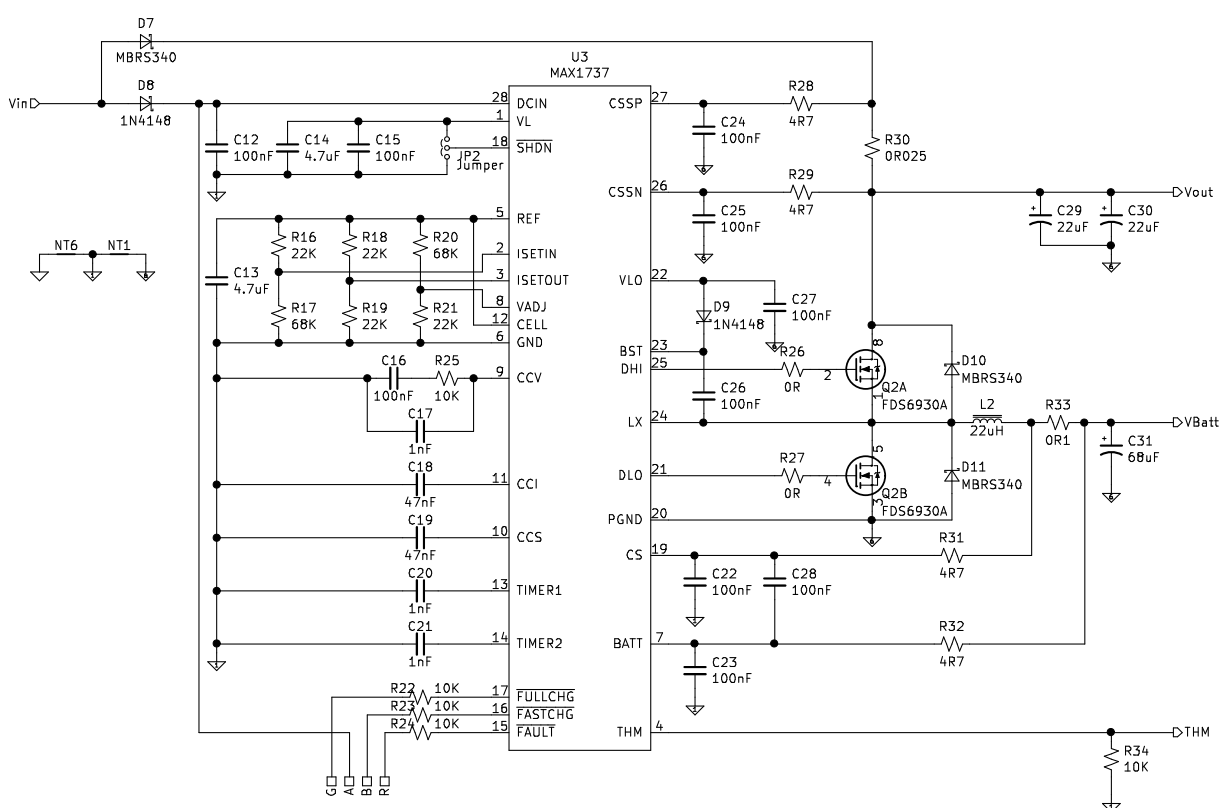 D7
MBRS340
Vin
D8
1N4148
U3
MAX1737
28 DCIN
1 VL
18 SHDN
5 REF
2 ISETIN
3 ISETOUT
8 VADJ
12 CELL
6 GND
9 CCV
11 CCI
10 CCS
13 TIMER1
14 TIMER2
17 FULLCHG
16 FASTCHG
15 FAULT
CSSP 27
CSSN 26
VLO 22
BST 23
DHI 25
LX 24
DLO 21
PGND 20
CS 19
BATT 7
THM 4
C12
100nF
C14
4.7uF
C15
100nF
JP2
Jumper
NT6
NT1
C13
4.7uF
R16
22K
R18
22K
R20
68K
R17
68K
R19
22K
R21
22K
C16
100nF
R25
10K
C17
1nF
C18
47nF
C19
47nF
C20
1nF
C21
1nF
R22 10K
R23 10K
R24 10K
G
A
B
R
C24
100nF
R28
4R7
R30
0R025
C25
100nF
R29
4R7
Vout
C29
22uF
C30
22uF
D9
1N4148
C27
100nF
R26
0R
C26
100nF
2
8
1
Q2A
FDS6930A
D10
MBRS340
L2
22uH
R33
0R1
VBatt
C31
68uF
R27
0R
4
5
3
Q2B
FDS6930A
D11
MBRS340
C22
100nF
C28
100nF
R31
4R7
C23
100nF
R32
4R7
THM
R34
10K